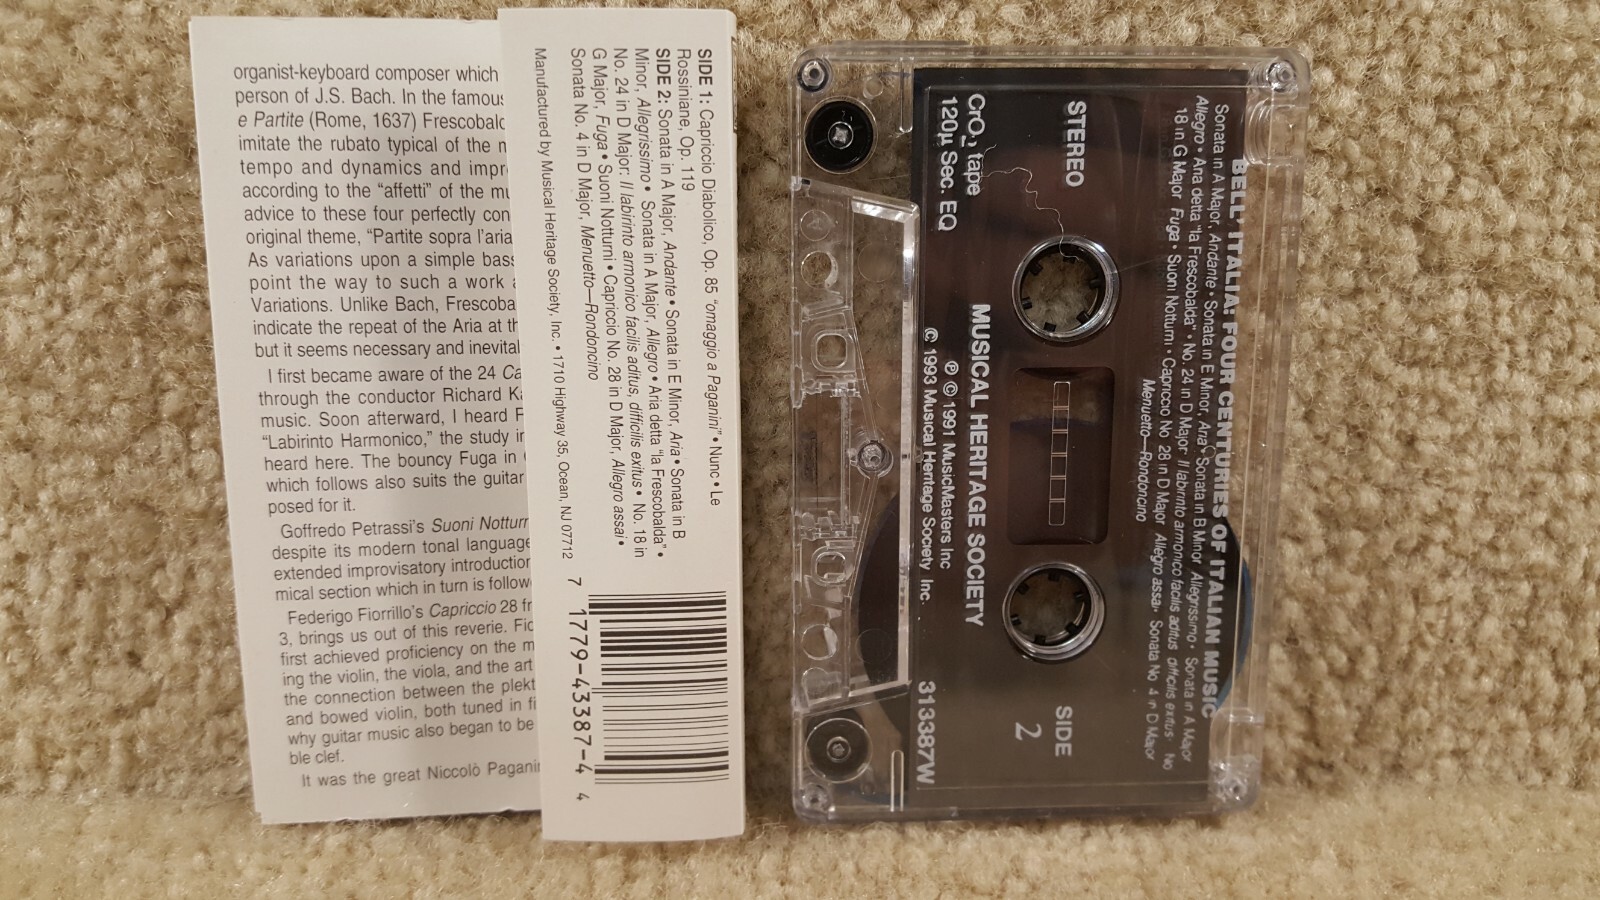 organist-keyboard composer which
person of J.S. Bach. In the famous
e Partite (Rome, 1637) Frescobald
imitate the rubato typical of the m
tempo and dynamics and impr
according to the "affetti" of the mu
advice to these four perfectly con
original theme, "Partite sopra l'aria
As variations upon a simple bass
point the way to such a work a
Variations. Unlike Bach, Frescoba
indicate the repeat of the Aria at th
but it seems necessary and inevital
I first became aware of the 24 Ca
through the conductor Richard Ka
music. Soon afterward, I heard F
"Labirinto Harmonico," the study in
heard here. The bouncy Fuga in
which follows also suits the guitar
posed for it.
Goffredo Petrassi's Suoni Notturn
despite its modern tonal language
extended improvisatory introduction
mical section which in turn is follow
Federigo Fiorrillo's Capriccio 28 fr
3, brings us out of this reverie. Fio
first achieved proficiency on the m
ing the violin, the viola, and the art
the connection between the plekt
and bowed violin, both tuned in fi
why guitar music also began to be
ble clef.
It was the great Niccolò Paganin
SIDE 1: Capriccio Diabolico, Op. 85 "omaggio a Paganini" • Nunc • Le
Rossiniane, Op. 119
SIDE 2: Sonata in A Major, Andante • Sonata in E Minor, Aria • Sonata in B
Minor, Allegrissimo • Sonata in A Major, Allegro • Aria detta "la Frescobalda" •
No. 24 in D Major: Il labirinto armonico facilis aditus, difficilis exitus • No. 18 in
G Major, Fuga • Suoni Notturni • Capriccio No. 28 in D Major, Allegro assai •
Sonata No. 4 in D Major, Menuetto—Rondoncino
Manufactured by Musical Heritage Society, Inc. • 1710 Highway 35, Ocean, NJ 07712
7 1779-43387-4 4
BELL' ITALIA: FOUR CENTURIES OF ITALIAN MUSIC
Sonata in A Major, Andante • Sonata in E Minor, Aria • Sonata in B Minor Allegrissimo • Sonata in A Major
Allegro • Aria detta "la Frescobalda" • No. 24 in D Major Il labirinto armonico facilis aditus difficilis exitus • No
18 in G Major Fuga • Suoni Notturni • Capriccio No 28 in D Major Allegro assai • Sonata No 4 in D Major
Menuetto—Rondoncino
STEREO
SIDE
2
CrO2 tape
120µ Sec. EQ
MUSICAL HERITAGE SOCIETY
℗ © 1991 MusicMasters Inc
© 1993 Musical Heritage Society Inc.
313387W